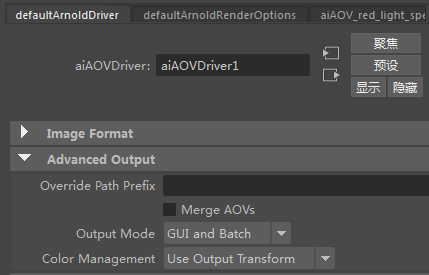 defaultArnoldDriver defaultArnoldRenderOptions aiAOV_red_light_spe
聚焦
aiAOVDriver: aiAOVDriver1 预设
显示 隐藏
Image Format
Advanced Output
Override Path Prefix
Merge AOVs
Output Mode GUI and Batch
Color Management Use Output Transform